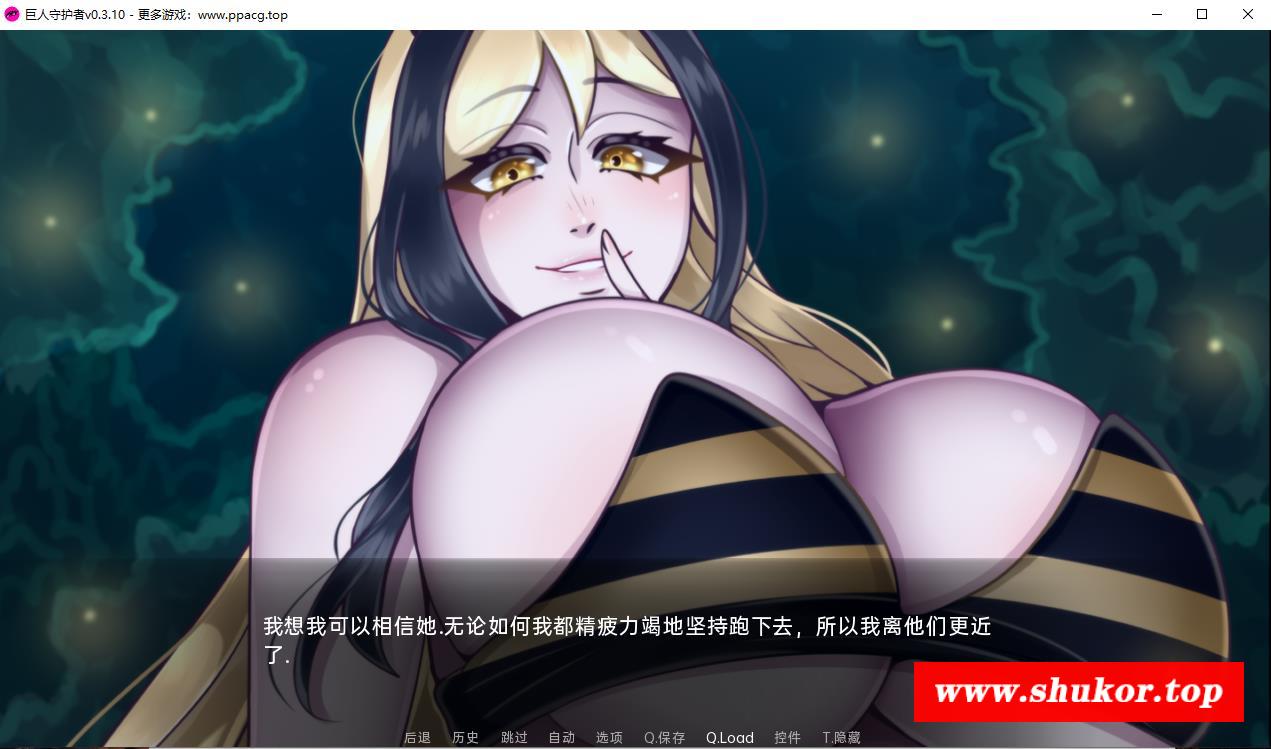 巨人守护者v0.3.10 - 更多游戏：www.ppacg.top
我想我可以相信她.无论如何我都精疲力竭地坚持跑下去，所以我离他们更近
了.
www.shukor.top
后退 历史 跳过 自动 选项 Q.保存 Q.Load 控件 T.隐藏